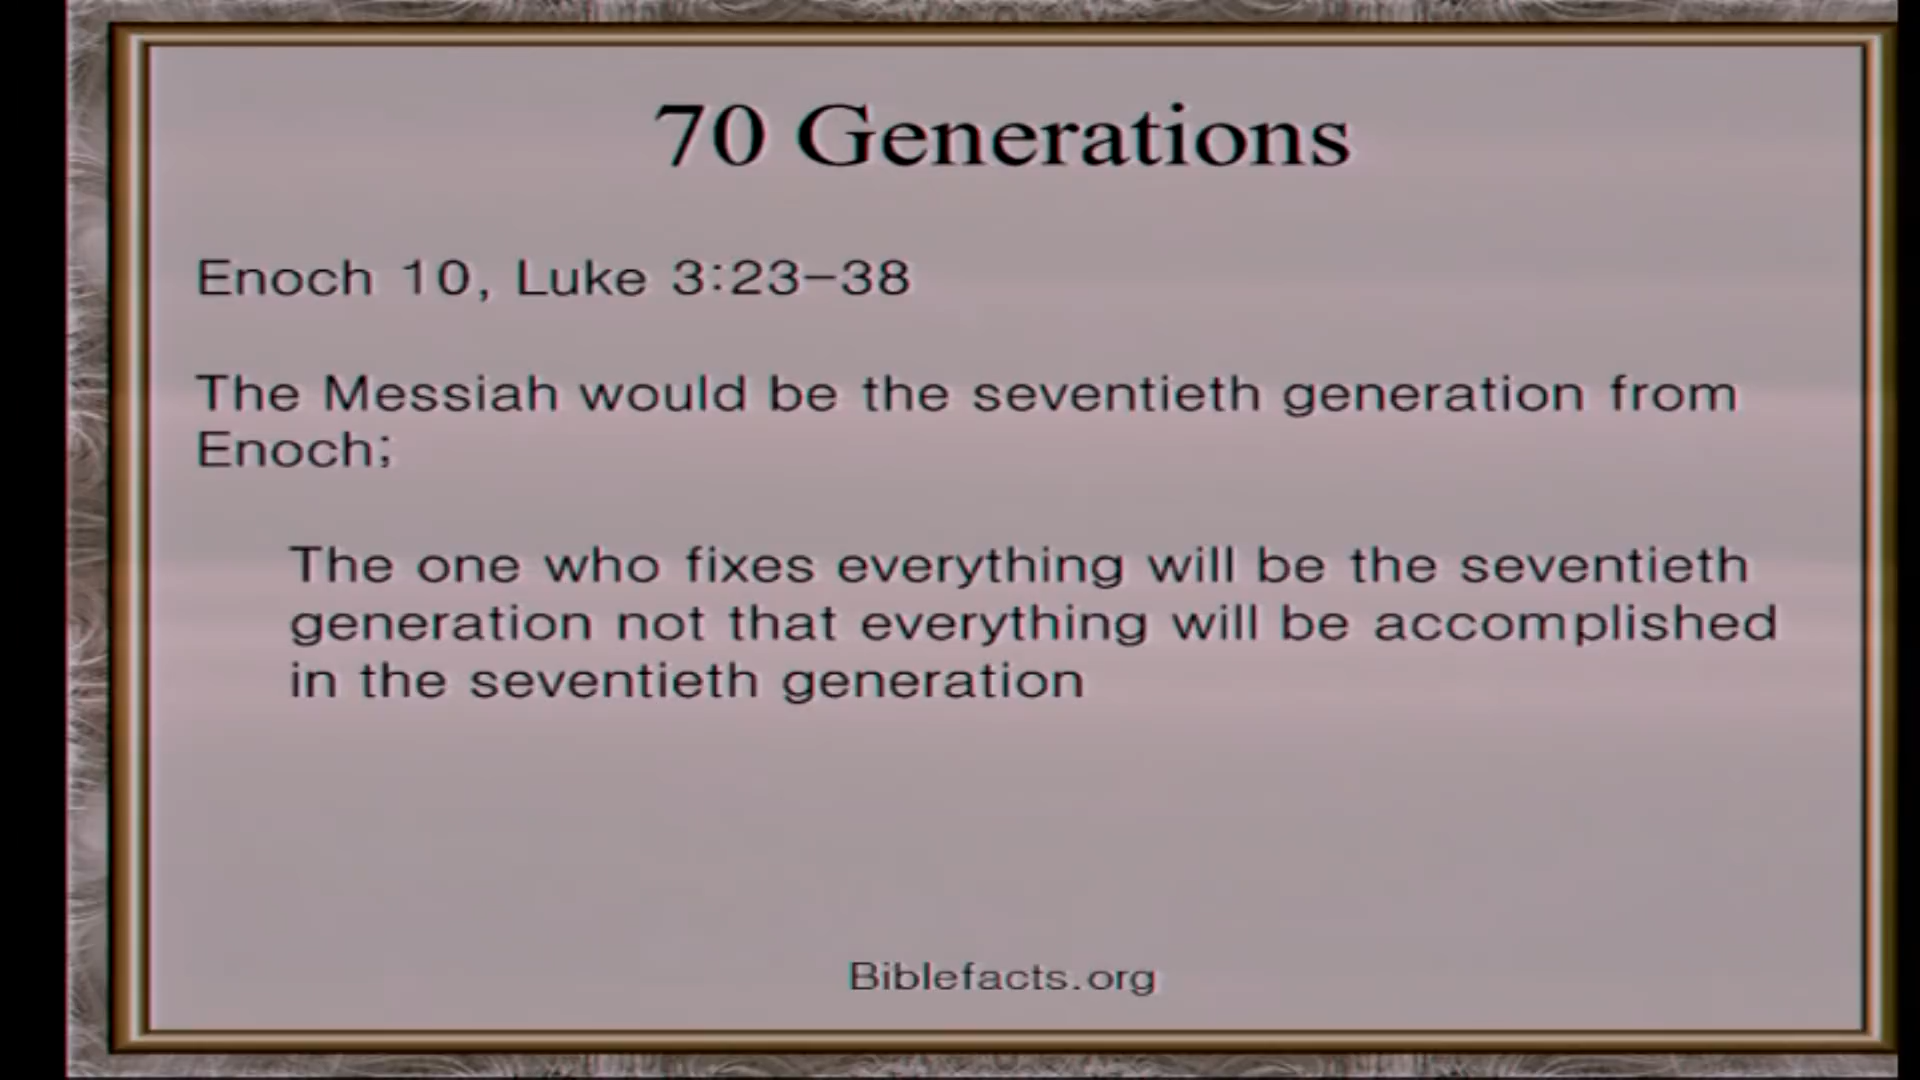 70 Generations
Enoch 10, Luke 3:23–38
The Messiah would be the seventieth generation from
Enoch;
The one who fixes everything will be the seventieth
generation not that everything will be accomplished
in the seventieth generation
Biblefacts.org